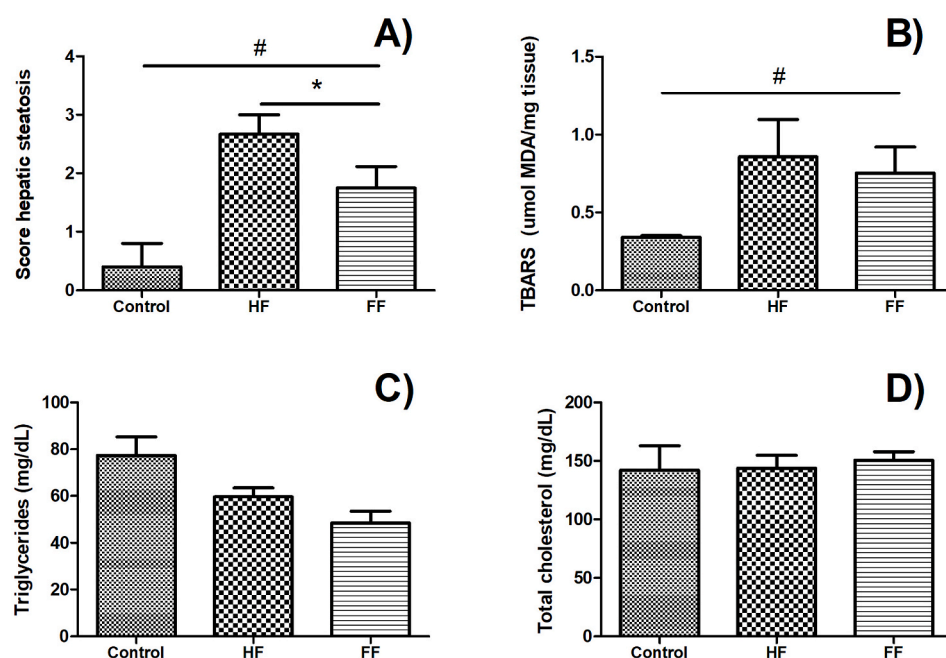 A)
Score hepatic steatosis
4
3
2
1
0
#
*
Control HF FF
B)
TBARS (umol MDA/mg tissue)
1.5
1.0
0.5
0.0
#
Control HF FF
C)
Triglycerides (mg/dL)
100
80
60
40
20
0
Control HF FF
D)
Total cholesterol (mg/dL)
200
150
100
50
0
Control HF FF